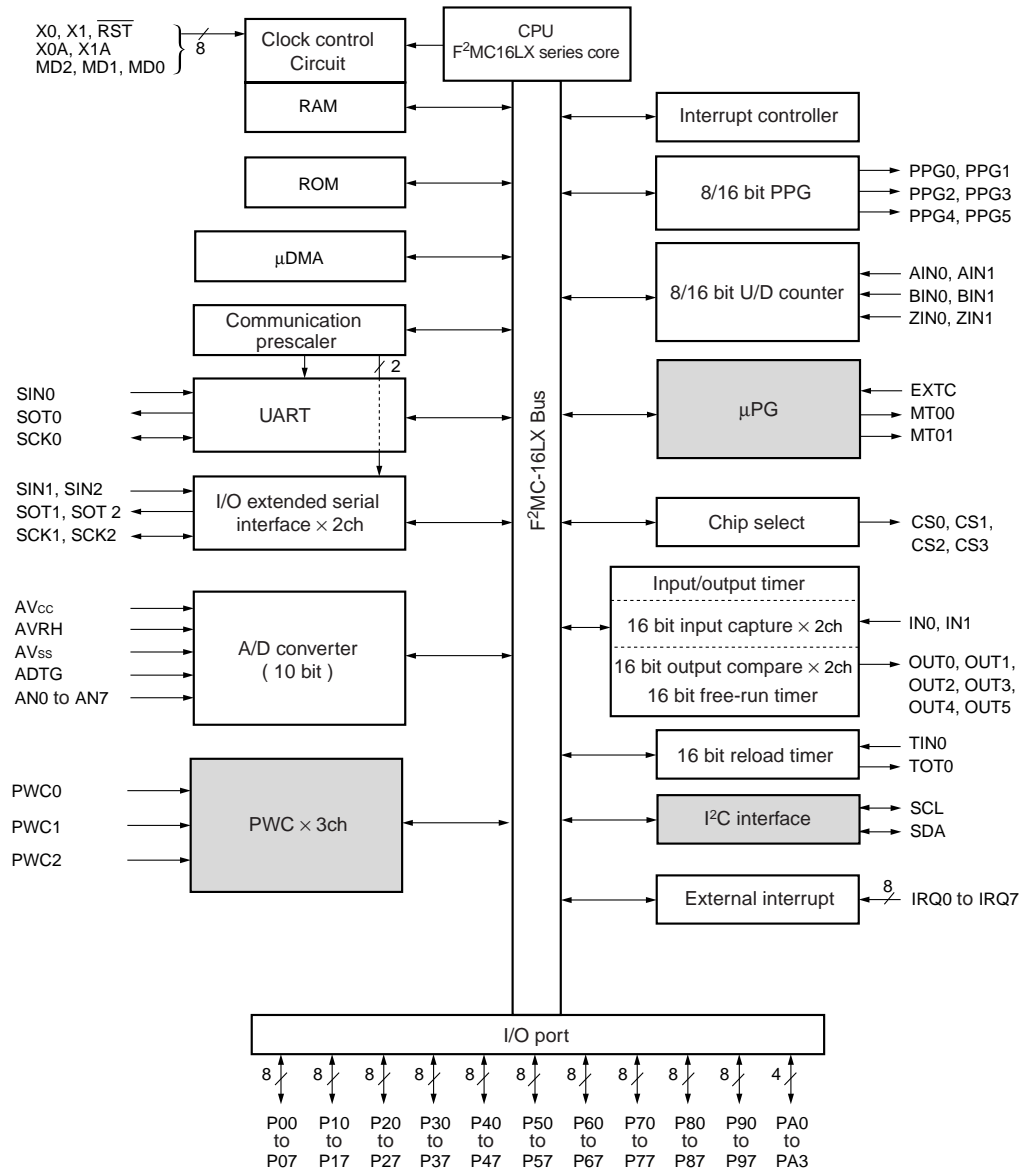 X0, X1, RST
X0A, X1A
MD2, MD1, MD0
8
Clock control
Circuit
CPU
F²MC16LX series core
RAM
ROM
μDMA
Communication
prescaler
2
SIN0
SOT0
SCK0
UART
SIN1, SIN2
SOT1, SOT 2
SCK1, SCK2
I/O extended serial
interface × 2ch
AVcc
AVRH
AVss
ADTG
AN0 to AN7
A/D converter
( 10 bit )
PWC0
PWC1
PWC2
PWC × 3ch
F²MC-16LX Bus
Interrupt controller
8/16 bit PPG
PPG0, PPG1
PPG2, PPG3
PPG4, PPG5
8/16 bit U/D counter
AIN0, AIN1
BIN0, BIN1
ZIN0, ZIN1
μPG
EXTC
MT00
MT01
Chip select
CS0, CS1,
CS2, CS3
Input/output timer
16 bit input capture × 2ch
16 bit output compare × 2ch
16 bit free-run timer
IN0, IN1
OUT0, OUT1,
OUT2, OUT3,
OUT4, OUT5
16 bit reload timer
TIN0
TOT0
I²C interface
SCL
SDA
External interrupt
8
IRQ0 to IRQ7
I/O port
8 8 8 8 8 8 8 8 8 8 4
P00 P10 P20 P30 P40 P50 P60 P70 P80 P90 PA0
to to to to to to to to to to to
P07 P17 P27 P37 P47 P57 P67 P77 P87 P97 PA3